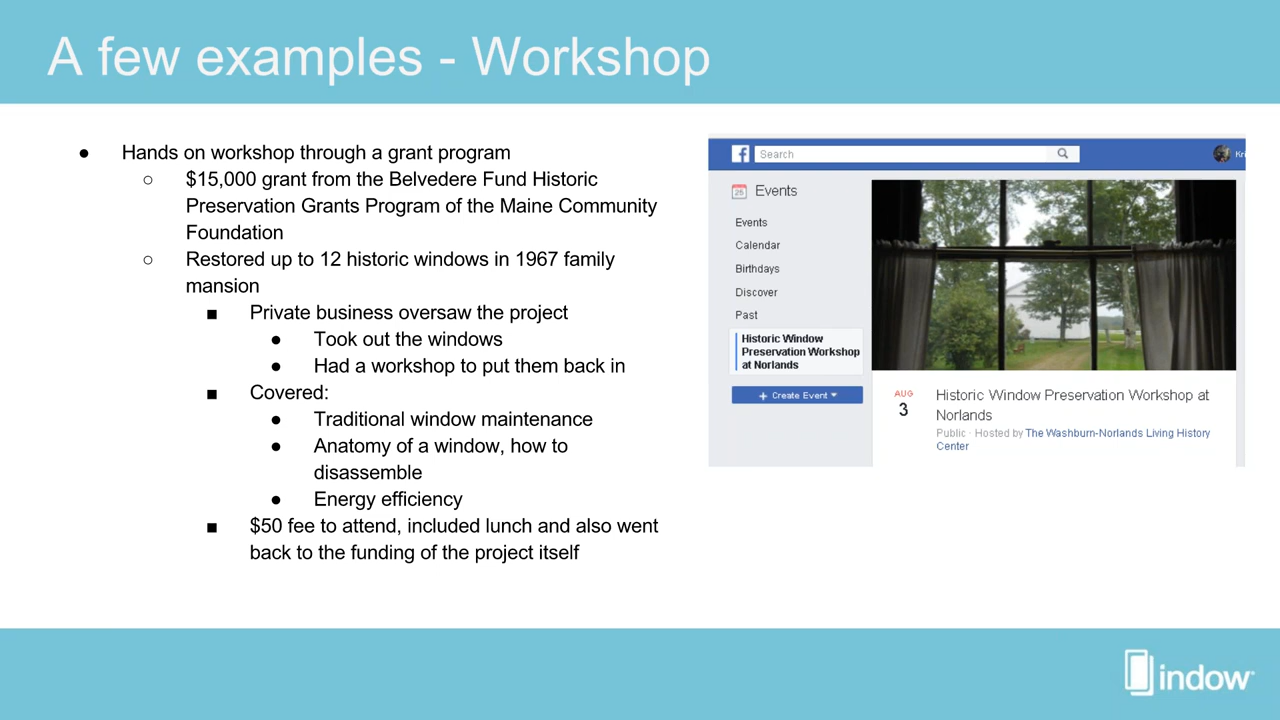 A few examples - Workshop
● Hands on workshop through a grant program
○ $15,000 grant from the Belvedere Fund Historic
Preservation Grants Program of the Maine Community
Foundation
○ Restored up to 12 historic windows in 1967 family
mansion
■ Private business oversaw the project
● Took out the windows
● Had a workshop to put them back in
■ Covered:
● Traditional window maintenance
● Anatomy of a window, how to
disassemble
● Energy efficiency
■ $50 fee to attend, included lunch and also went
back to the funding of the project itself
f Search
Kri
25 Events
Events
Calendar
Birthdays
Discover
Past
Historic Window
Preservation Workshop
at Norlands
+ Create Event
AUG
3
Historic Window Preservation Workshop at
Norlands
Public · Hosted by The Washburn-Norlands Living History
Center
indow